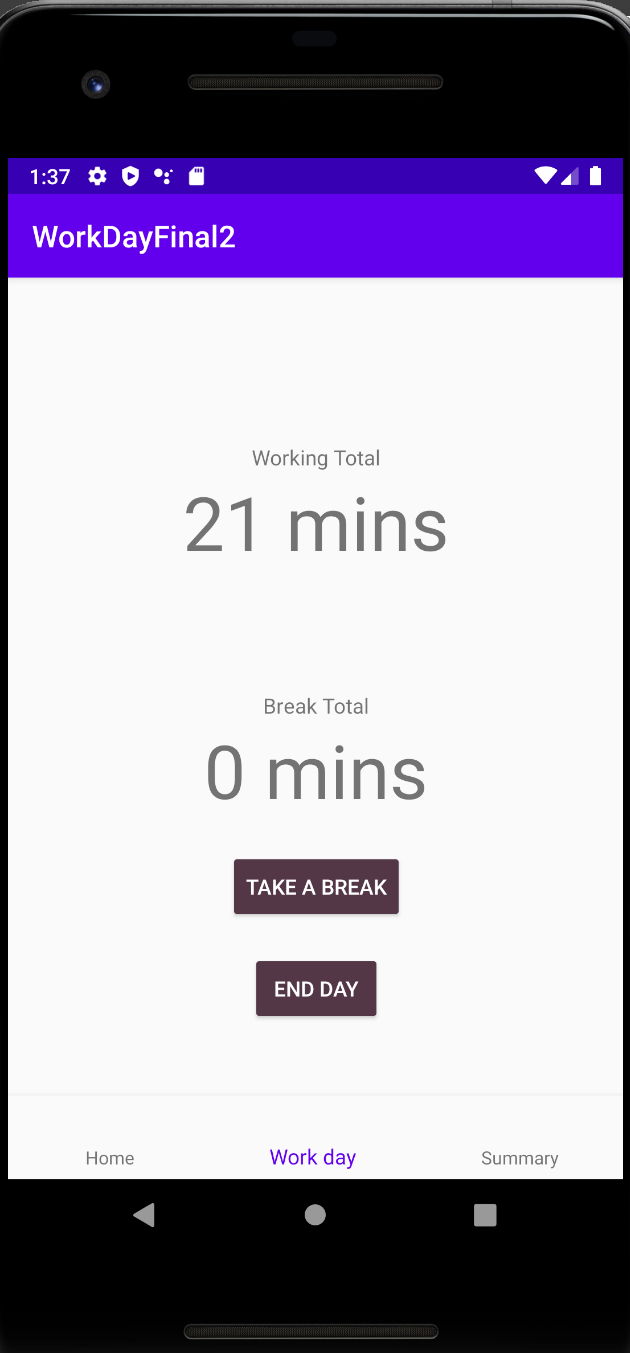 1:37
WorkDayFinal2
Working Total
21 mins
Break Total
0 mins
TAKE A BREAK
END DAY
Home
Work day
Summary